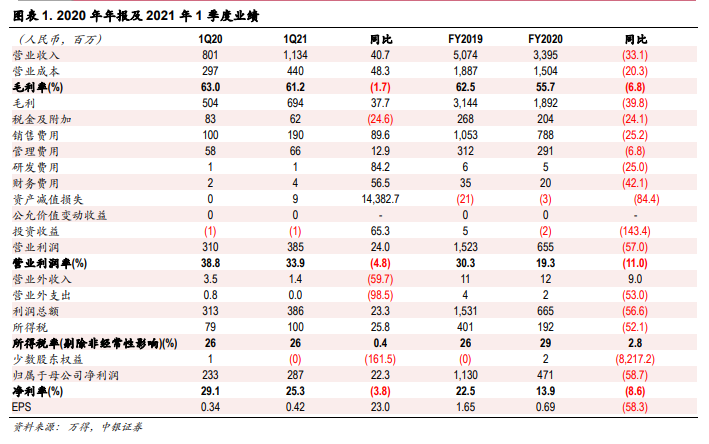 图表 1. 2020 年年报及 2021 年 1 季度业绩
（人民币，百万） 1Q20 1Q21 同比 FY2019 FY2020 同比
营业收入 801 1,134 40.7 5,074 3,395 (33.1)
营业成本 297 440 48.3 1,887 1,504 (20.3)
毛利率(%) 63.0 61.2 (1.7) 62.5 55.7 (6.8)
毛利 504 694 37.7 3,144 1,892 (39.8)
税金及附加 83 62 (24.6) 268 204 (24.1)
销售费用 100 190 89.6 1,053 788 (25.2)
管理费用 58 66 12.9 312 291 (6.8)
研发费用 1 1 84.2 6 5 (25.0)
财务费用 2 4 56.5 35 20 (42.1)
资产减值损失 0 9 14,382.7 (21) (3) (84.4)
公允价值变动收益 0 0 - 0 0 -
投资收益 (1) (1) 65.3 5 (2) (143.4)
营业利润 310 385 24.0 1,523 655 (57.0)
营业利润率(%) 38.8 33.9 (4.8) 30.3 19.3 (11.0)
营业外收入 3.5 1.4 (59.7) 11 12 9.0
营业外支出 0.8 0.0 (98.5) 4 2 (53.0)
利润总额 313 386 23.3 1,531 665 (56.6)
所得税 79 100 25.8 401 192 (52.1)
所得税率(剔除非经常性影响)(%) 26 26 0.4 26 29 2.8
少数股东权益 1 (0) (161.5) (0) 2 (8,217.2)
归属于母公司净利润 233 287 22.3 1,130 471 (58.7)
净利率(%) 29.1 25.3 (3.8) 22.5 13.9 (8.6)
EPS 0.34 0.42 23.0 1.65 0.69 (58.3)
资料来源：万得，中银证券